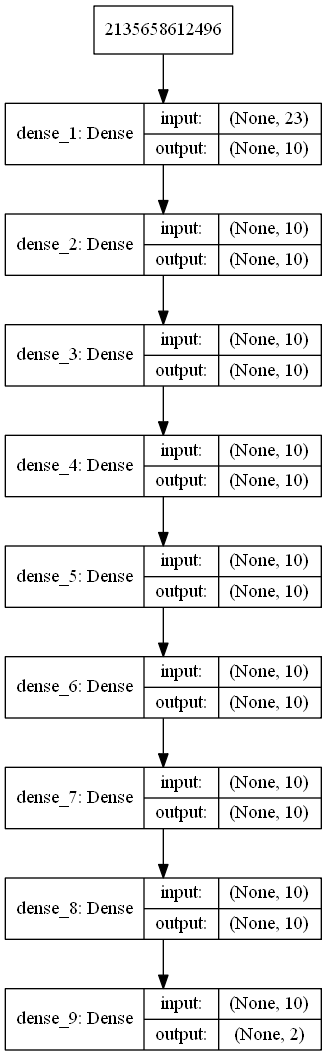 2135658612496
dense_1: Dense
input: (None, 23)
output: (None, 10)
dense_2: Dense
input: (None, 10)
output: (None, 10)
dense_3: Dense
input: (None, 10)
output: (None, 10)
dense_4: Dense
input: (None, 10)
output: (None, 10)
dense_5: Dense
input: (None, 10)
output: (None, 10)
dense_6: Dense
input: (None, 10)
output: (None, 10)
dense_7: Dense
input: (None, 10)
output: (None, 10)
dense_8: Dense
input: (None, 10)
output: (None, 10)
dense_9: Dense
input: (None, 10)
output: (None, 2)